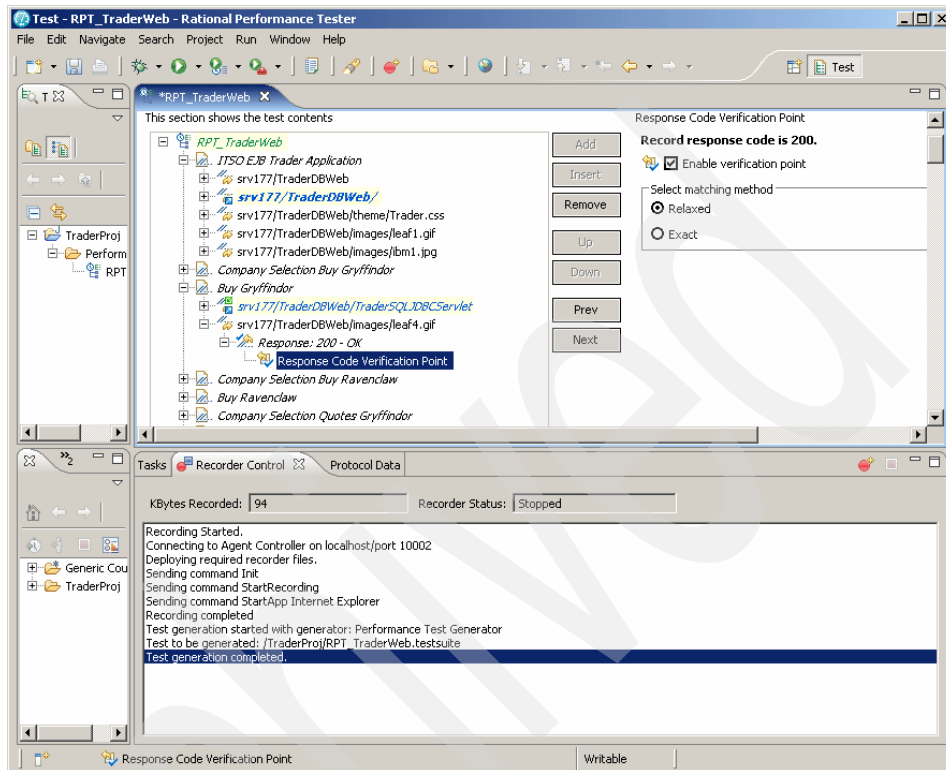 Test - RPT_TraderWeb - Rational Performance Tester
File Edit Navigate Search Project Run Window Help
Test
T
*RPT_TraderWeb
This section shows the test contents
RPT_TraderWeb
ITSO EJB Trader Application
srv177/TraderDBWeb
srv177/TraderDBWeb/
srv177/TraderDBWeb/theme/Trader.css
srv177/TraderDBWeb/images/leaf1.gif
srv177/TraderDBWeb/images/ibm1.jpg
Company Selection Buy Gryffindor
Buy Gryffindor
srv177/TraderDBWeb/TraderSQLJDBCServlet
srv177/TraderDBWeb/images/leaf4.gif
Response: 200 - OK
Response Code Verification Point
Company Selection Buy Ravenclaw
Buy Ravenclaw
Company Selection Quotes Gryffindor
Add
Insert
Remove
Up
Down
Prev
Next
Response Code Verification Point
Record response code is 200.
Enable verification point
Select matching method
Relaxed
Exact
TraderProj
Perform
RPT
2
Generic Cou
TraderProj
Tasks Recorder Control Protocol Data
KBytes Recorded: 94 Recorder Status: Stopped
Recording Started.
Connecting to Agent Controller on localhost/port 10002
Deploying required recorder files.
Sending command Init
Sending command StartRecording
Sending command StartApp Internet Explorer
Recording completed
Test generation started with generator: Performance Test Generator
Test to be generated: /TraderProj/RPT_TraderWeb.testsuite
Test generation completed.
Response Code Verification Point
Writable